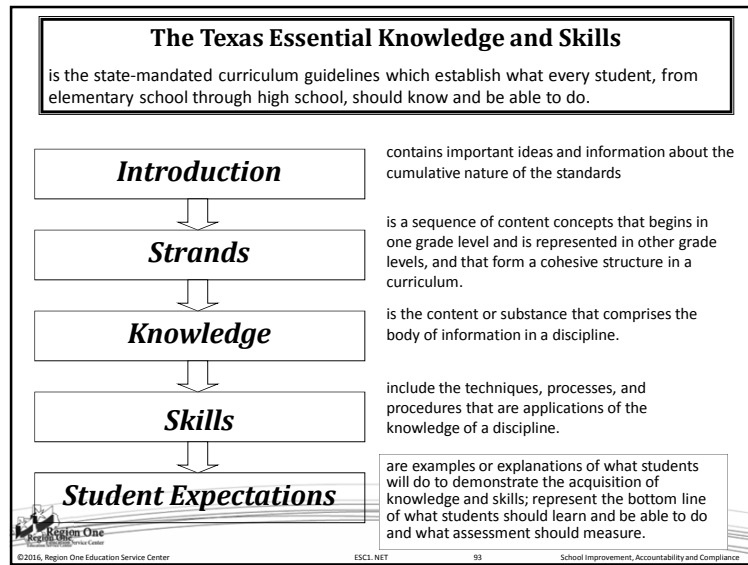 The Texas Essential Knowledge and Skills
is the state-mandated curriculum guidelines which establish what every student, from
elementary school through high school, should know and be able to do.
Introduction
contains important ideas and information about the
cumulative nature of the standards
Strands
is a sequence of content concepts that begins in
one grade level and is represented in other grade
levels, and that form a cohesive structure in a
curriculum.
Knowledge
is the content or substance that comprises the
body of information in a discipline.
Skills
include the techniques, processes, and
procedures that are applications of the
knowledge of a discipline.
Student Expectations
are examples or explanations of what students
will do to demonstrate the acquisition of
knowledge and skills; represent the bottom line
of what students should learn and be able to do
and what assessment should measure.
Region One
Education Service Center
©2016, Region One Education Service Center ESC1. NET 93 School Improvement, Accountability and Compliance